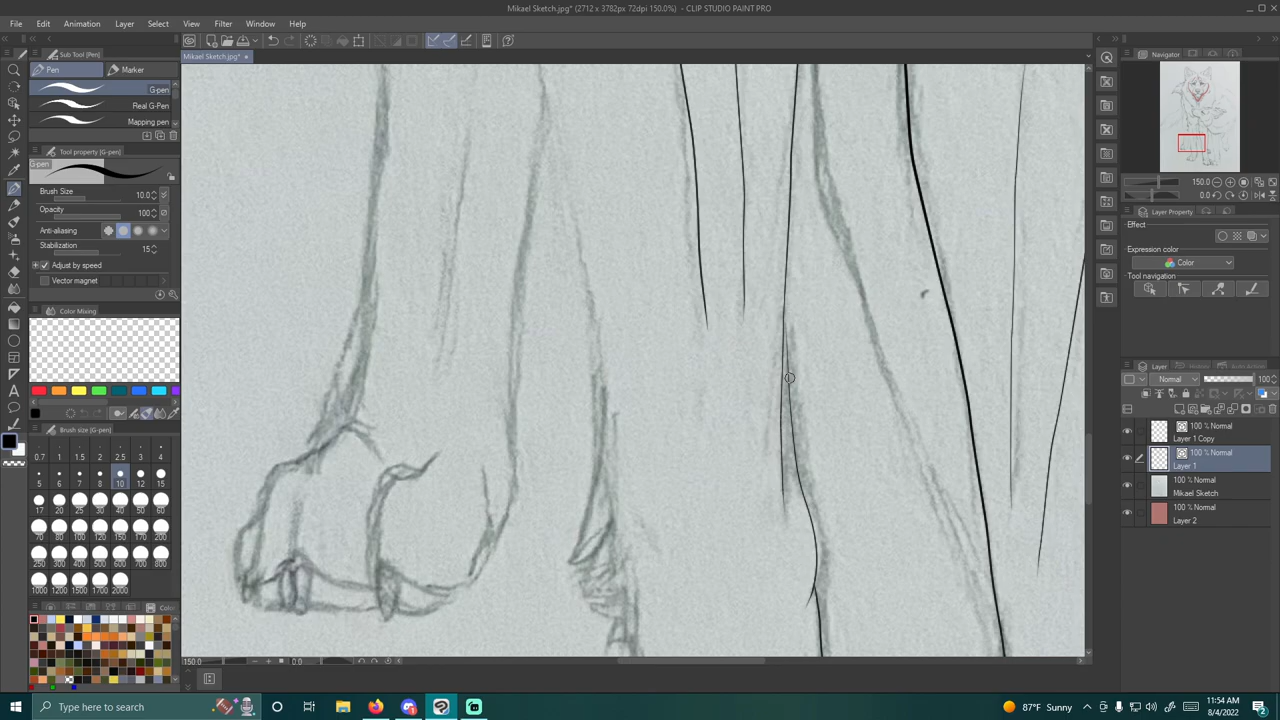 Mikael Sketch.jpg* (2712 x 3782px 72dpi 150.0%) - CLIP STUDIO PAINT PRO
File Edit Animation Layer Select View Filter Window Help
Sub Tool [Pen]
Mikael Sketch.jpg*
Navigator
Pen Marker
G-pen
Real G-Pen
Mapping pen
Tool property [G-pen]
G-pen
Brush Size 10.0
Opacity 100
Anti-aliasing
Stabilization 15
Adjust by speed
Vector magnet
Color Mixing
Brush size [G-pen]
0.7 1 1.5 2 2.5 3 4
5 6 7 8 10 12 15
17 20 25 30 40 50 60
70 80 100 120 150 170 200
250 300 400 500 600 700 800
1000 1200 1500 1700 2000
Color
150.0
0.0
Layer Property
Effect
Expression color
Color
Tool navigation
Layer
Normal 100
100 % Normal
Layer 1 Copy
100 % Normal
Layer 1
100 % Normal
Mikael Sketch
100 % Normal
Layer 2
150.0 0.0
Type here to search
87°F Sunny
11:54 AM
8/4/2022
2